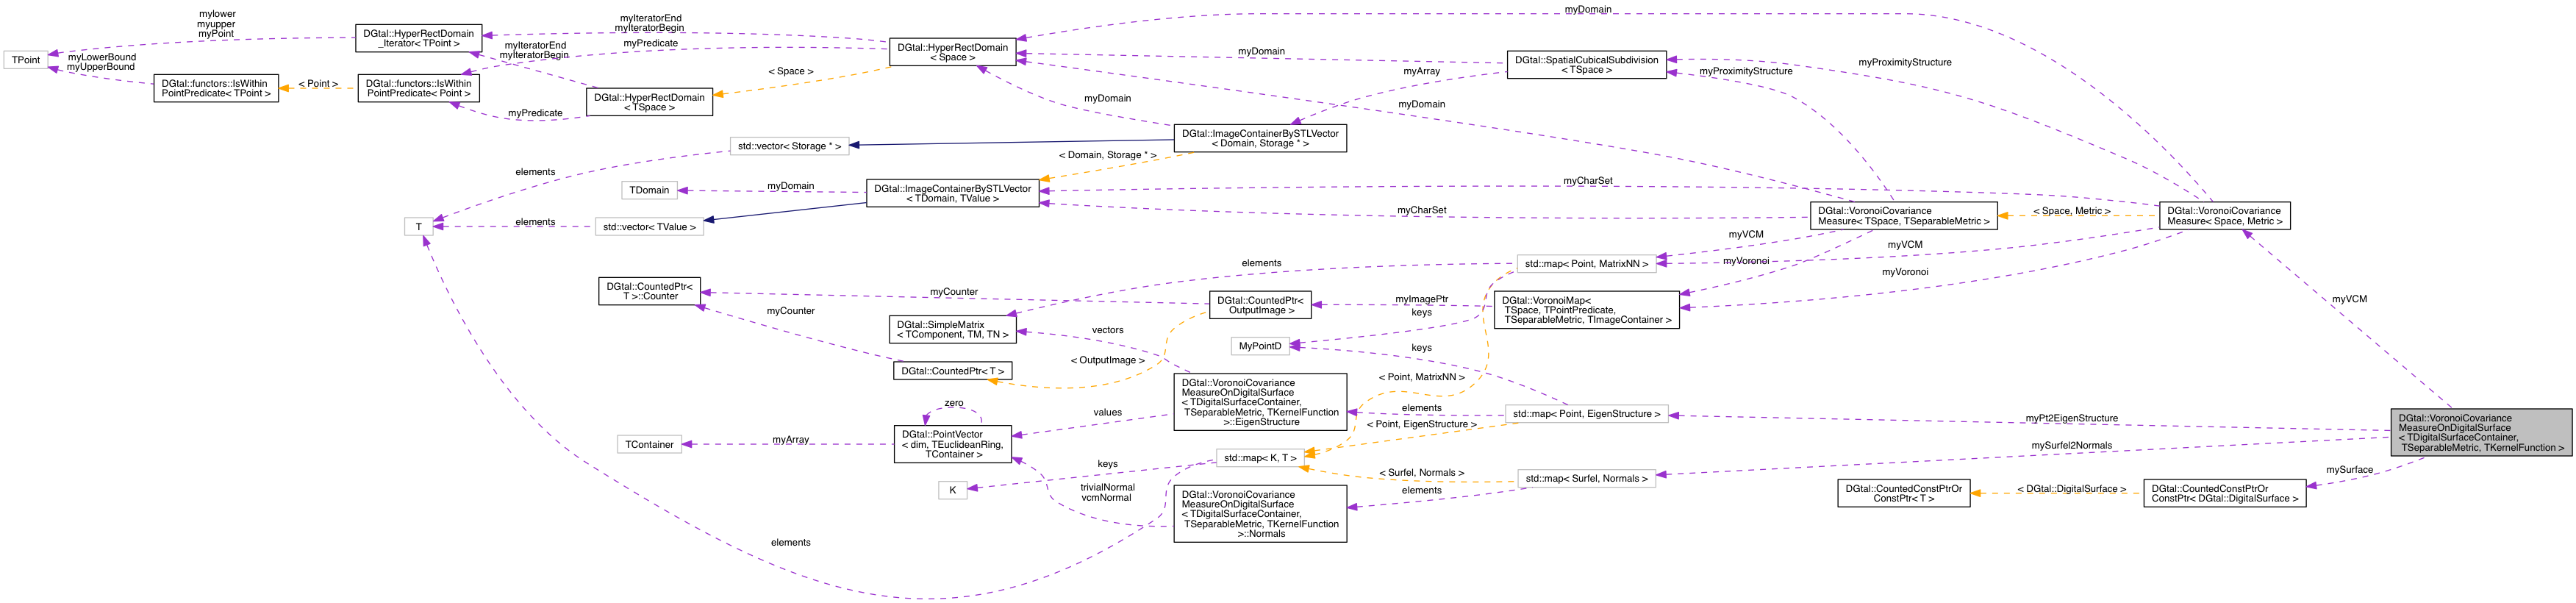 TPoint
mylower
myupper
myPoint
myLowerBound
myUpperBound
DGtal::HyperRectDomain
_Iterator< TPoint >
DGtal::functors::IsWithin
PointPredicate< TPoint >
< Point >
DGtal::functors::IsWithin
PointPredicate< Point >
myIteratorEnd
myIteratorBegin
myIteratorEnd
myIteratorBegin
myPredicate
myPredicate
DGtal::HyperRectDomain
< TSpace >
< Space >
DGtal::HyperRectDomain
< Space >
myDomain
myDomain
myDomain
myDomain
myArray
DGtal::SpatialCubicalSubdivision
< TSpace >
myProximityStructure
myProximityStructure
std::vector< Storage * >
DGtal::ImageContainerBySTLVector
< Domain, Storage * >
< Domain, Storage * >
elements
TDomain
myDomain
DGtal::ImageContainerBySTLVector
< TDomain, TValue >
myCharSet
myCharSet
T
elements
std::vector< TValue >
DGtal::VoronoiCovariance
Measure< TSpace, TSeparableMetric >
< Space, Metric >
DGtal::VoronoiCovariance
Measure< Space, Metric >
myVCM
myVCM
myVoronoi
myVoronoi
myVCM
elements
std::map< Point, MatrixNN >
DGtal::CountedPtr<
T >::Counter
myCounter
myCounter
DGtal::CountedPtr<
OutputImage >
myImagePtr
keys
DGtal::VoronoiMap<
TSpace, TPointPredicate,
TSeparableMetric, TImageContainer >
DGtal::SimpleMatrix
< TComponent, TM, TN >
vectors
MyPointD
keys
< OutputImage >
DGtal::CountedPtr< T >
< Point, MatrixNN >
DGtal::VoronoiCovariance
MeasureOnDigitalSurface
< TDigitalSurfaceContainer,
TSeparableMetric, TKernelFunction
>::EigenStructure
zero
values
elements
< Point, EigenStructure >
std::map< Point, EigenStructure >
myPt2EigenStructure
DGtal::VoronoiCovariance
MeasureOnDigitalSurface
< TDigitalSurfaceContainer,
TSeparableMetric, TKernelFunction >
TContainer
myArray
DGtal::PointVector
< dim, TEuclideanRing,
TContainer >
mySurfel2Normals
std::map< K, T >
keys
K
< Surfel, Normals >
std::map< Surfel, Normals >
mySurface
trivialNormal
vcmNormal
elements
DGtal::VoronoiCovariance
MeasureOnDigitalSurface
< TDigitalSurfaceContainer,
TSeparableMetric, TKernelFunction
>::Normals
DGtal::CountedConstPtrOr
ConstPtr< T >
< DGtal::DigitalSurface >
DGtal::CountedConstPtrOr
ConstPtr< DGtal::DigitalSurface >
elements